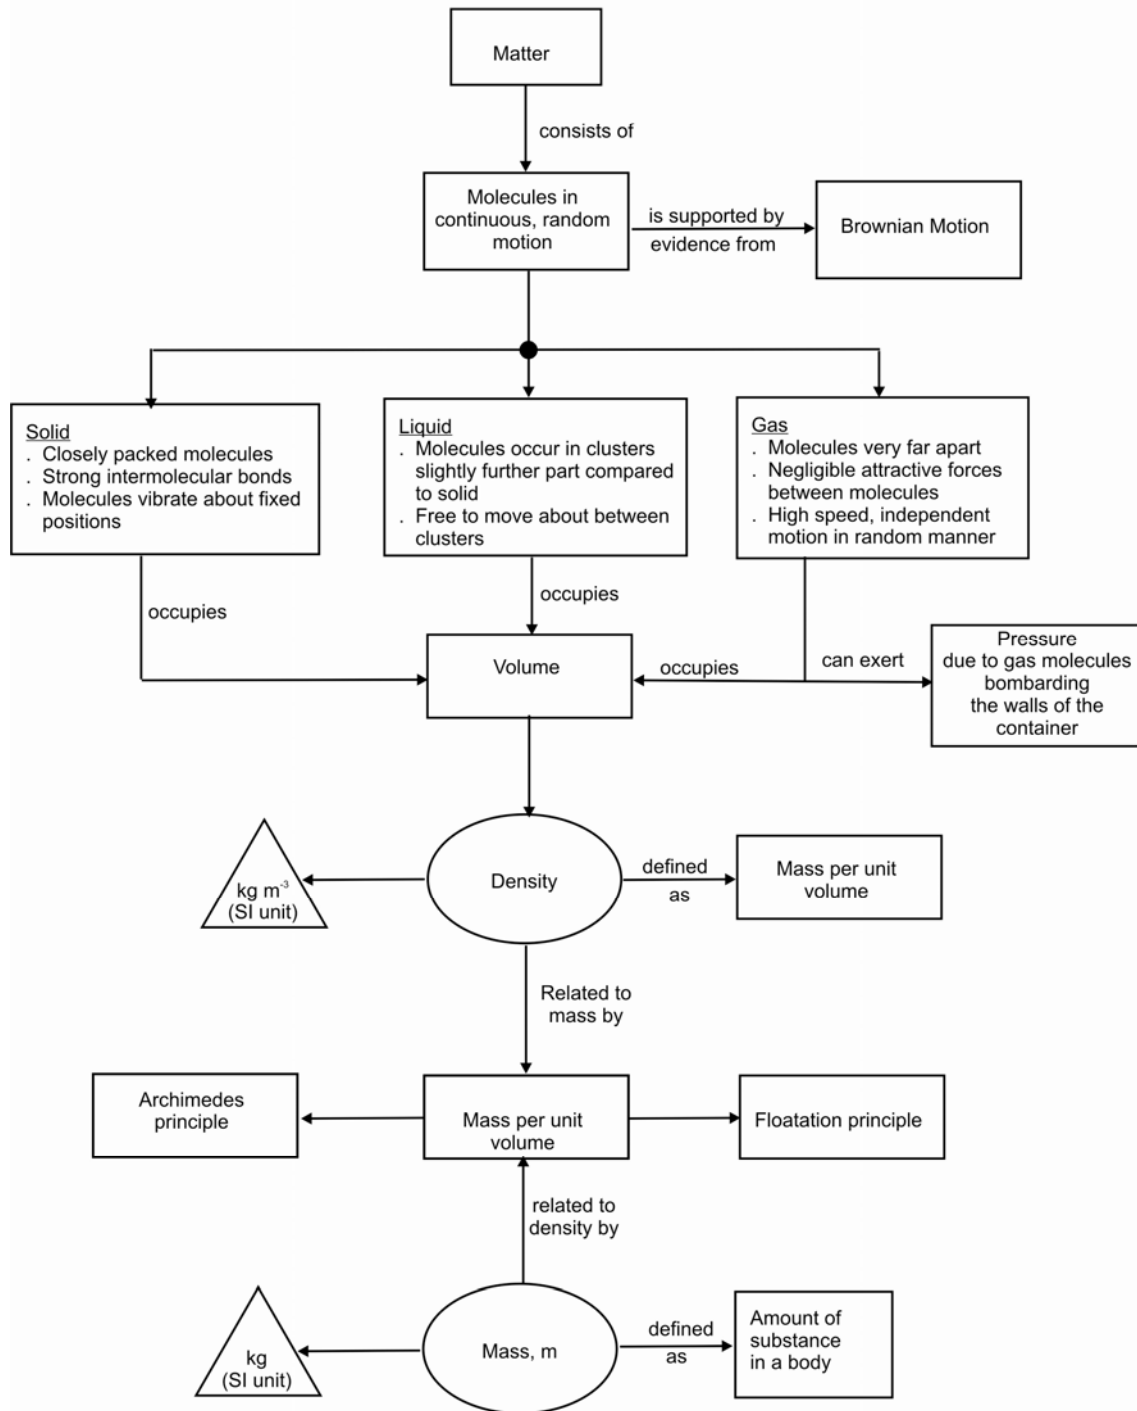 Matter
consists of
Molecules in
continuous, random
motion
is supported by
evidence from
Brownian Motion
Solid
. Closely packed molecules
. Strong intermolecular bonds
. Molecules vibrate about fixed
positions
Liquid
. Molecules occur in clusters
slightly further part compared
to solid
. Free to move about between
clusters
Gas
. Molecules very far apart
. Negligible attractive forces
between molecules
. High speed, independent
motion in random manner
occupies
occupies
Volume
occupies
can exert
Pressure
due to gas molecules
bombarding
the walls of the
container
kg m⁻³
(SI unit)
Density
defined
as
Mass per unit
volume
Related to
mass by
Archimedes
principle
Mass per unit
volume
Floatation principle
related to
density by
kg
(SI unit)
Mass, m
defined
as
Amount of
substance
in a body